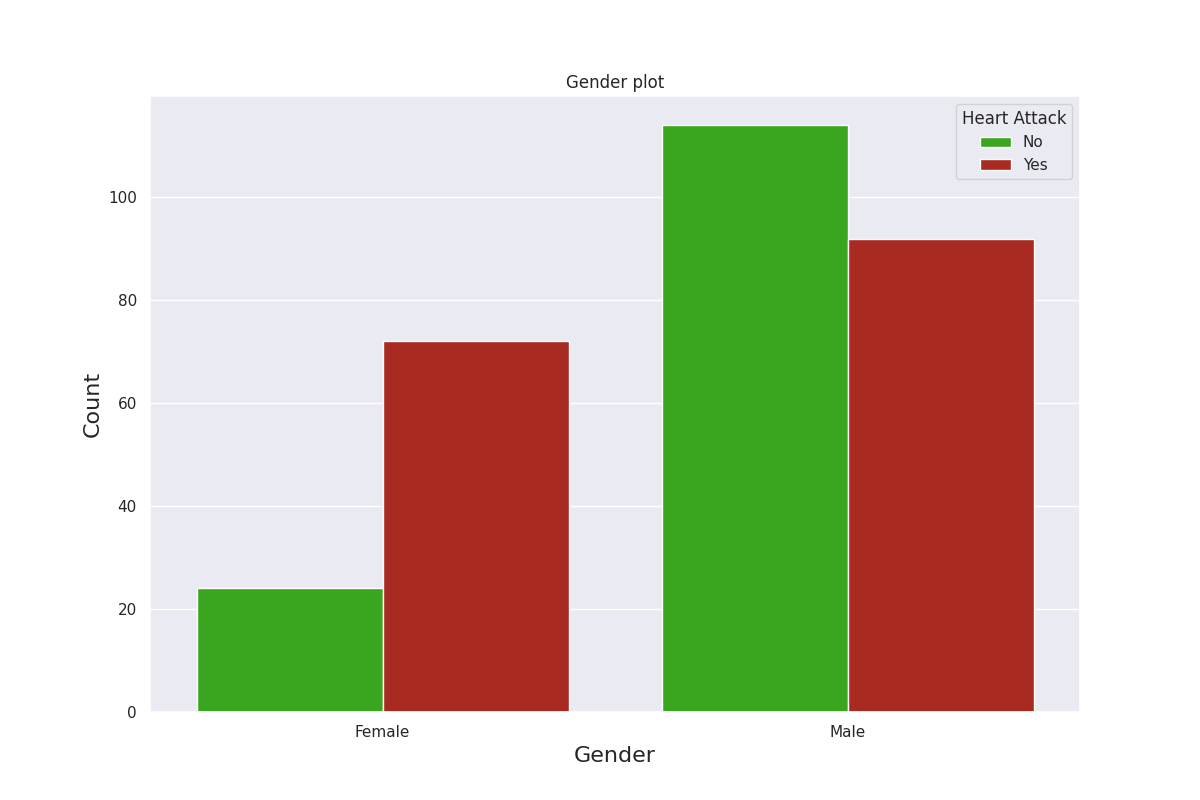 Gender plot
Heart Attack
No
Yes
100
80
60
40
20
0
Count
Female
Male
Gender